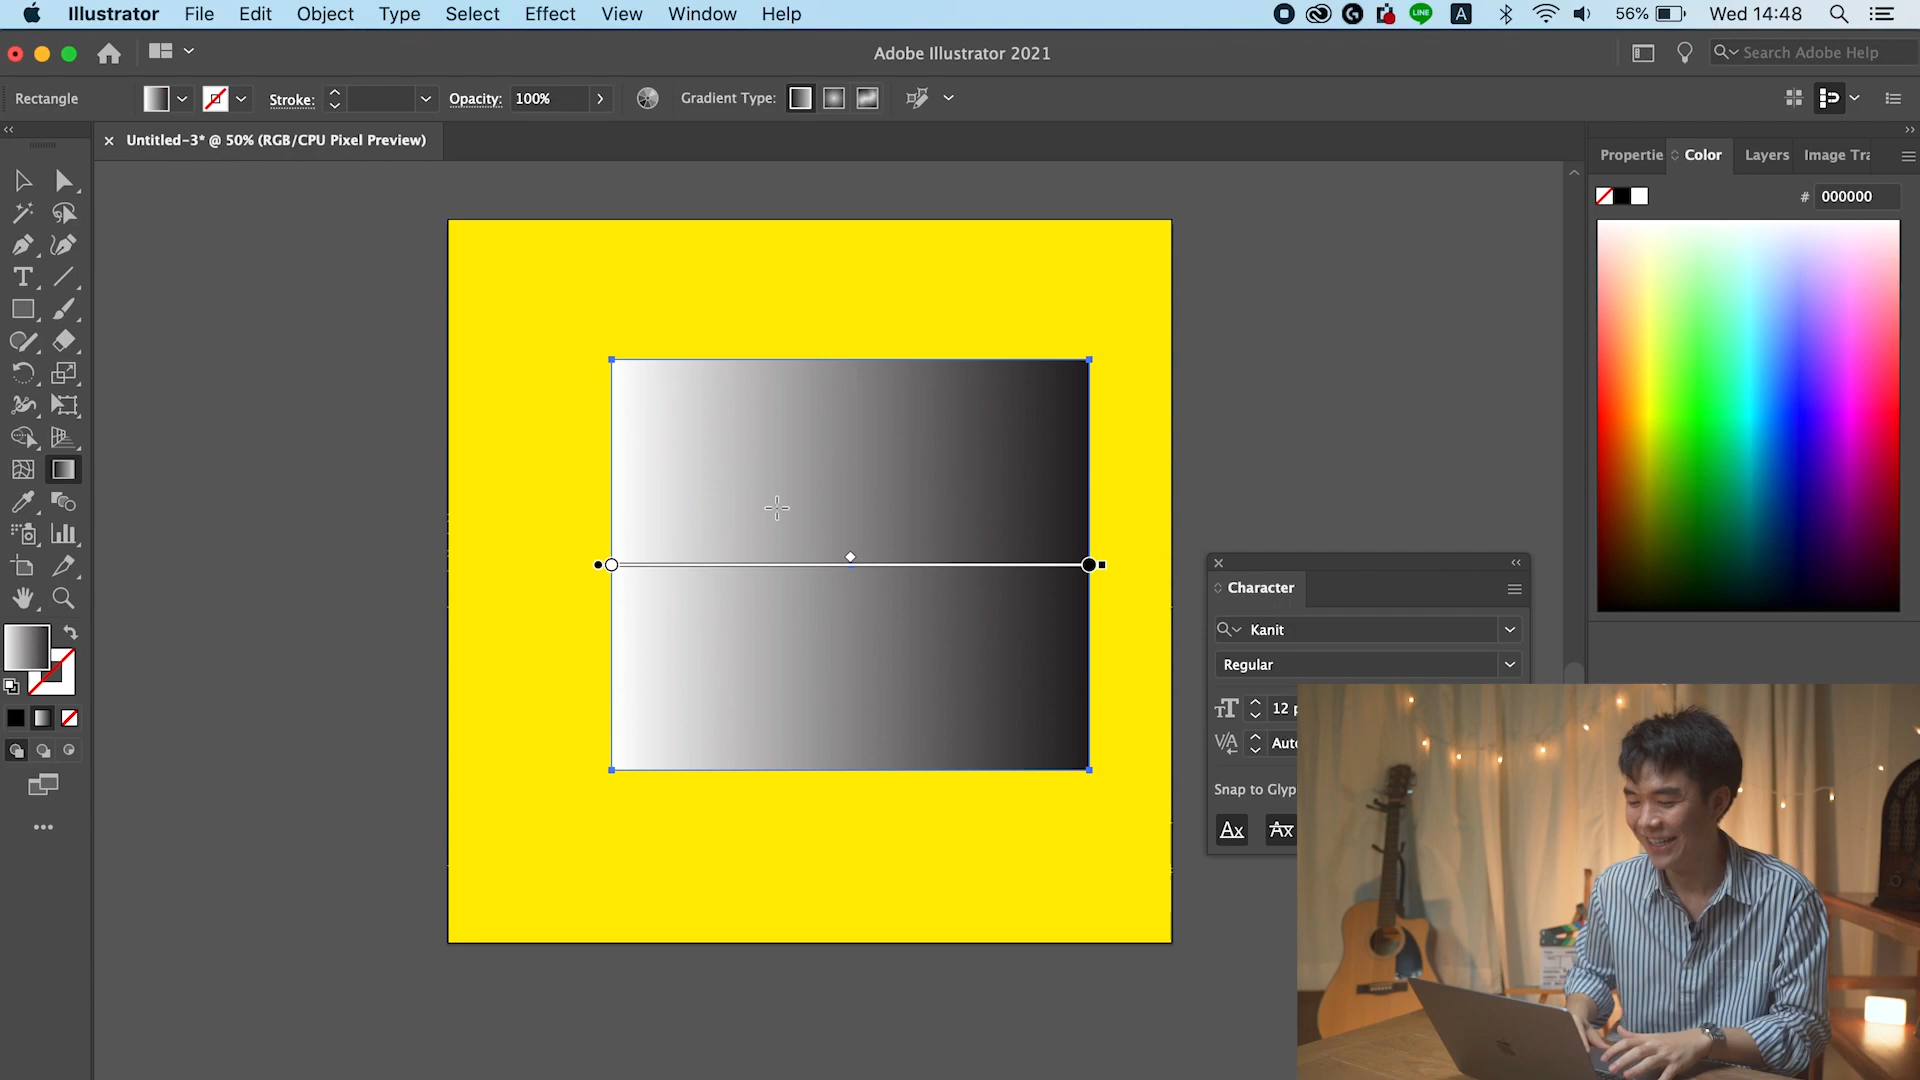 Illustrator File Edit Object Type Select Effect View Window Help
A 56% Wed 14:48
Adobe Illustrator 2021
Search Adobe Help
Rectangle Stroke: Opacity: 100% Gradient Type:
Untitled-3* @ 50% (RGB/CPU Pixel Preview)
Propertie Color Layers Image Tra
# 000000
Character
Kanit
Regular
12 p
Auto
Snap to Glyp
Ax Ax